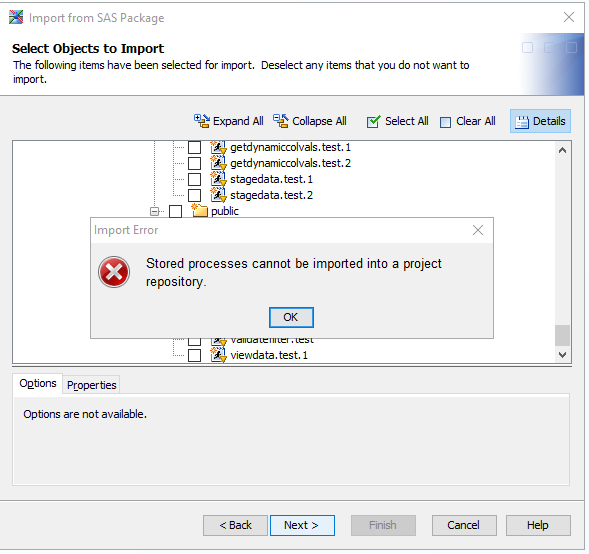 Import from SAS Package
Select Objects to Import
The following items have been selected for import. Deselect any items that you do not want to
import.
Expand All Collapse All Select All Clear All Details
getdynamiccolvals.test.1
getdynamiccolvals.test.2
stagedata.test.1
stagedata.test.2
public
Import Error
Stored processes cannot be imported into a project
repository.
OK
validatefilter.test
viewdata.test.1
Options Properties
Options are not available.
< Back Next > Finish Cancel Help